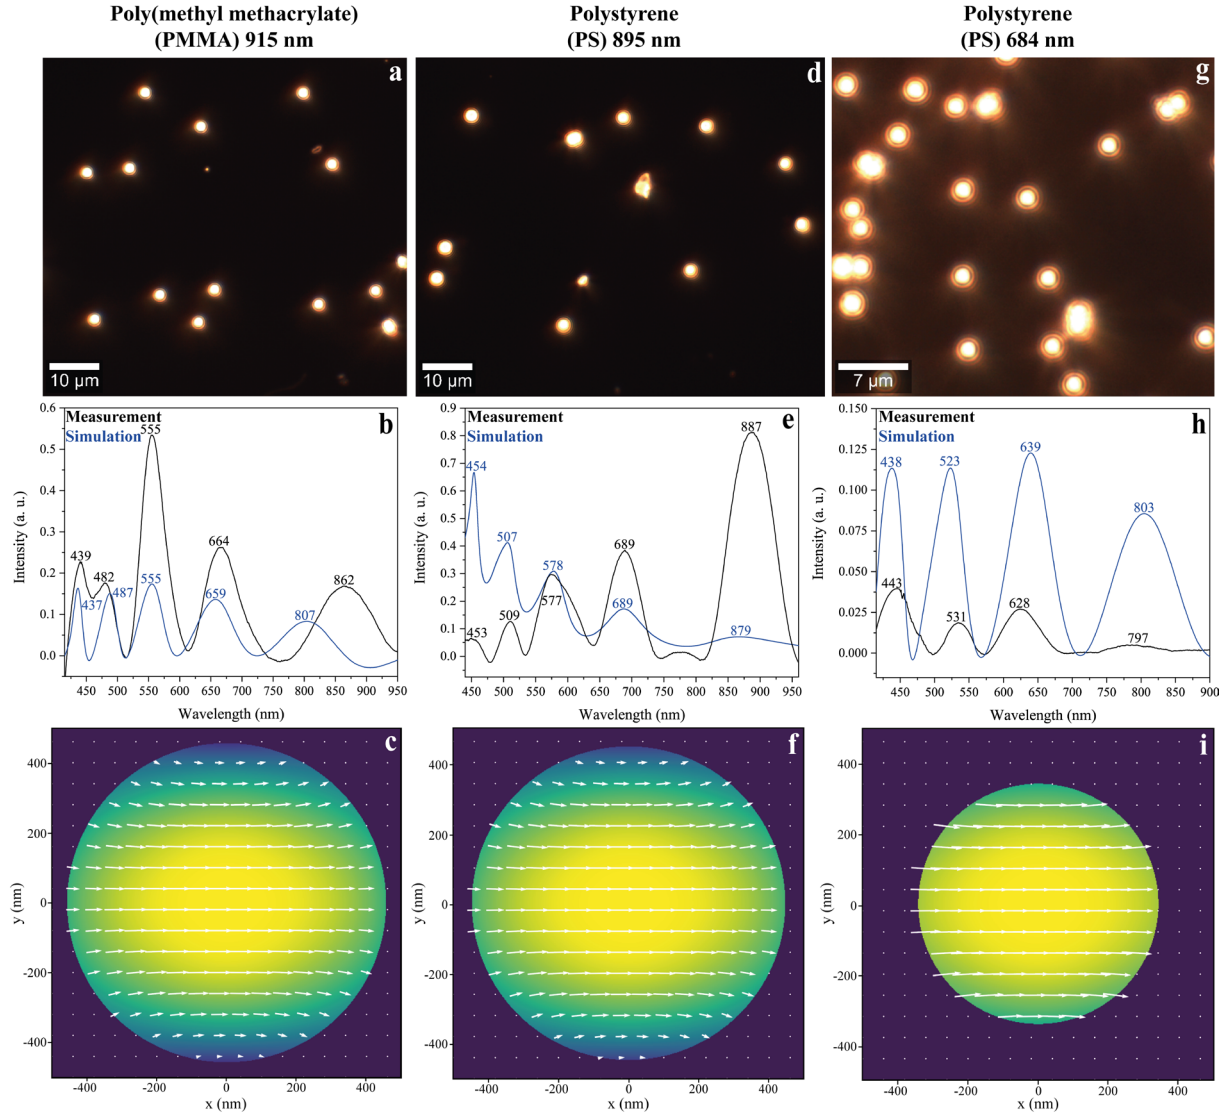 Poly(methyl methacrylate)
(PMMA) 915 nm
Polystyrene
(PS) 895 nm
Polystyrene
(PS) 684 nm
a
10 µm
d
10 µm
g
7 µm
b
Measurement
Simulation
555
439
482
664
862
437
487
555
659
807
0.6
0.5
0.4
0.3
0.2
0.1
0.0
Intensity (a. u.)
450 500 550 600 650 700 750 800 850 900 950
Wavelength (nm)
e
Measurement
Simulation
887
454
507
578
689
577
509
453
689
879
0.9
0.8
0.7
0.6
0.5
0.4
0.3
0.2
0.1
0.0
Intensity (a. u.)
450 500 550 600 650 700 750 800 850 900 950
Wavelength (nm)
h
Measurement
Simulation
438
523
639
803
443
531
628
797
0.150
0.125
0.100
0.075
0.050
0.025
0.000
Intensity (a. u.)
450 500 550 600 650 700 750 800 850 900
Wavelength (nm)
c
400
200
0
-200
-400
y (nm)
-400 -200 0 200 400
x (nm)
f
400
200
0
-200
-400
y (nm)
-400 -200 0 200 400
x (nm)
i
400
200
0
-200
-400
y (nm)
-400 -200 0 200 400
x (nm)